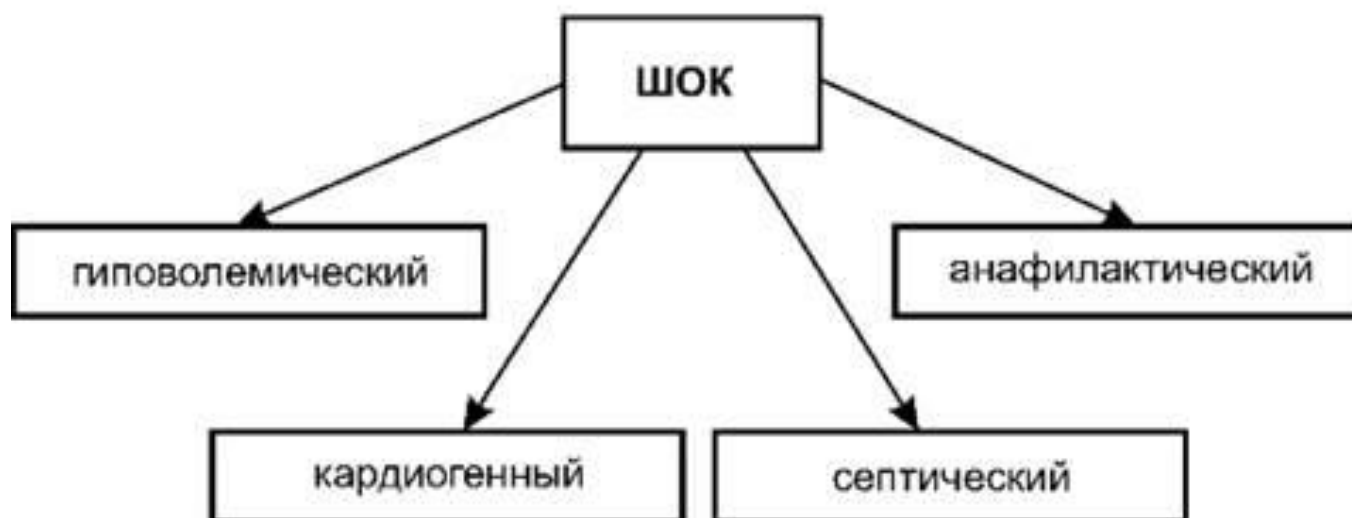 ШОК
гиповолемический
анафилактический
кардиогенный
септический